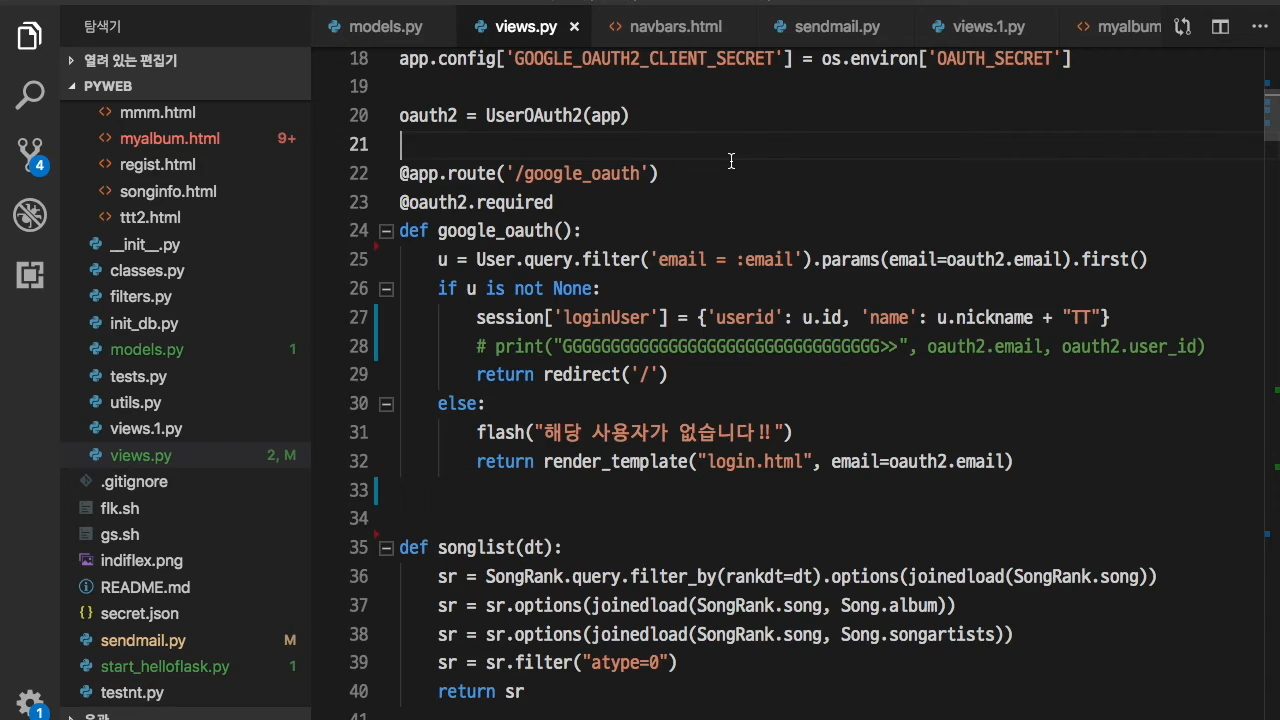 탐색기
models.py
views.py ×
navbars.html
sendmail.py
views.1.py
myalbum
열려 있는 편집기
PYWEB
mmm.html
myalbum.html 9+
regist.html
songinfo.html
ttt2.html
__init__.py
classes.py
filters.py
init_db.py
models.py 1
tests.py
utils.py
views.1.py
views.py 2, M
.gitignore
flk.sh
gs.sh
indiflex.png
README.md
secret.json
sendmail.py M
start_helloflask.py 1
testnt.py
4
1
18 app.config['GOOGLE_OAUTH2_CLIENT_SECRET'] = os.environ['OAUTH_SECRET']
19
20 oauth2 = UserOAuth2(app)
21
22 @app.route('/google_oauth')
23 @oauth2.required
24 def google_oauth():
25 u = User.query.filter('email = :email').params(email=oauth2.email).first()
26 if u is not None:
27 session['loginUser'] = {'userid': u.id, 'name': u.nickname + "TT"}
28 # print("GGGGGGGGGGGGGGGGGGGGGGGGGGGGGGGGG>>", oauth2.email, oauth2.user_id)
29 return redirect('/')
30 else:
31 flash("해당 사용자가 없습니다!!")
32 return render_template("login.html", email=oauth2.email)
33
34
35 def songlist(dt):
36 sr = SongRank.query.filter_by(rankdt=dt).options(joinedload(SongRank.song))
37 sr = sr.options(joinedload(SongRank.song, Song.album))
38 sr = sr.options(joinedload(SongRank.song, Song.songartists))
39 sr = sr.filter("atype=0")
40 return sr
41